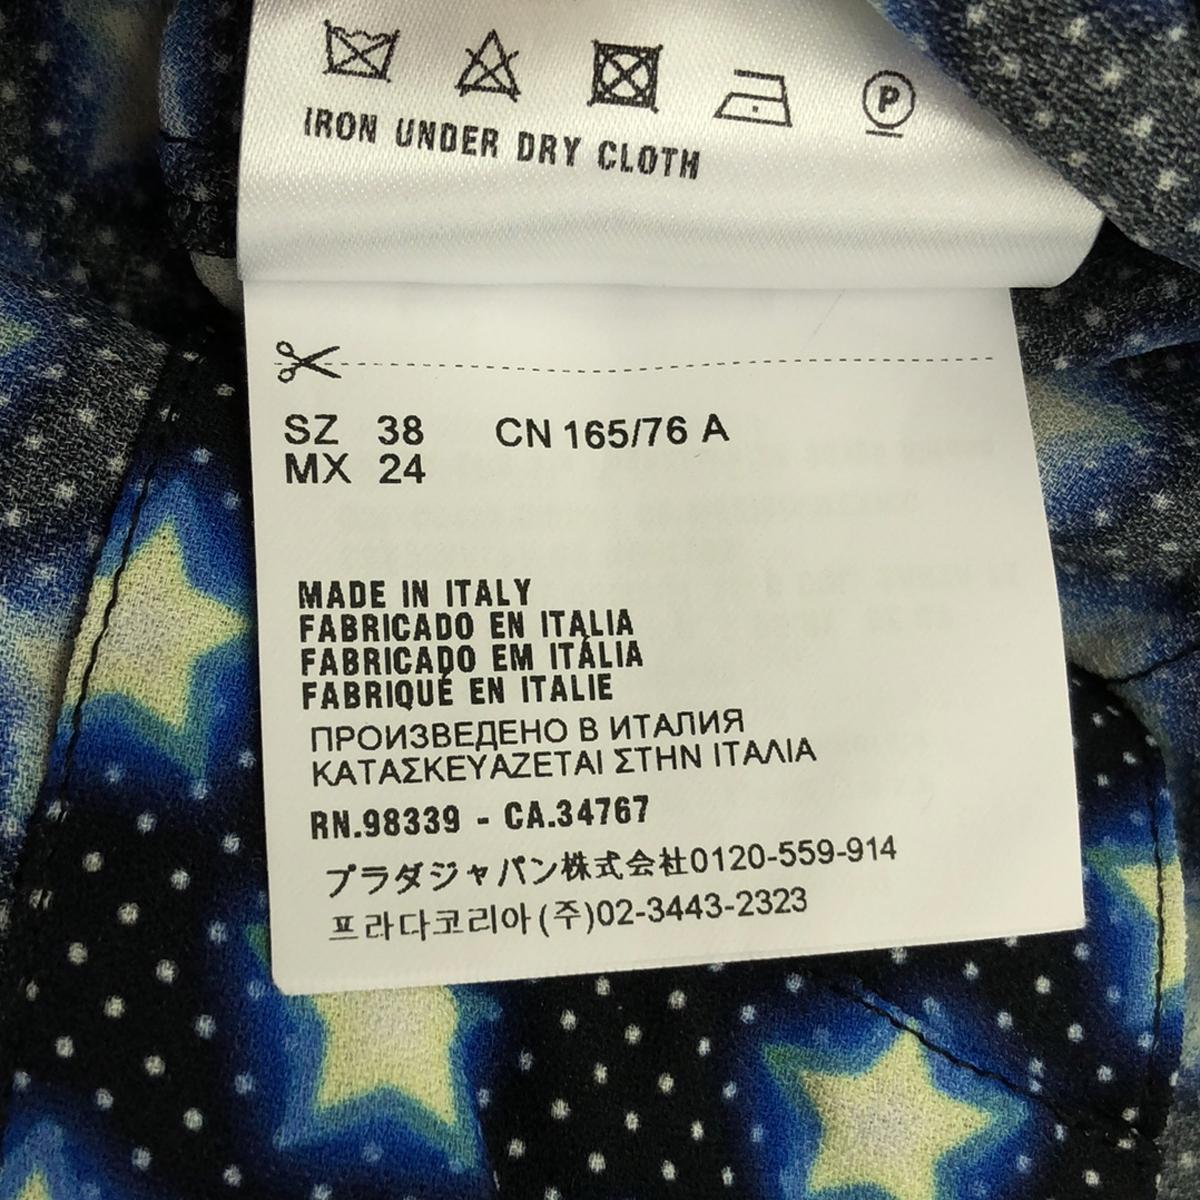 P
IRON UNDER DRY CLOTH
SZ 38 CN 165/76 A
MX 24
MADE IN ITALY
FABRICADO EN ITALIA
FABRICADO EM ITÁLIA
FABRIQUÉ EN ITALIE
ПРОИЗВЕДЕНО В ИТАЛИЯ
ΚΑΤΑΣΚΕΥΑΖΕΤΑΙ ΣΤΗΝ ΙΤΑΛΙΑ
RN.98339 - CA.34767
プラダジャパン株式会社0120-559-914
프라다코리아(주)02-3443-2323